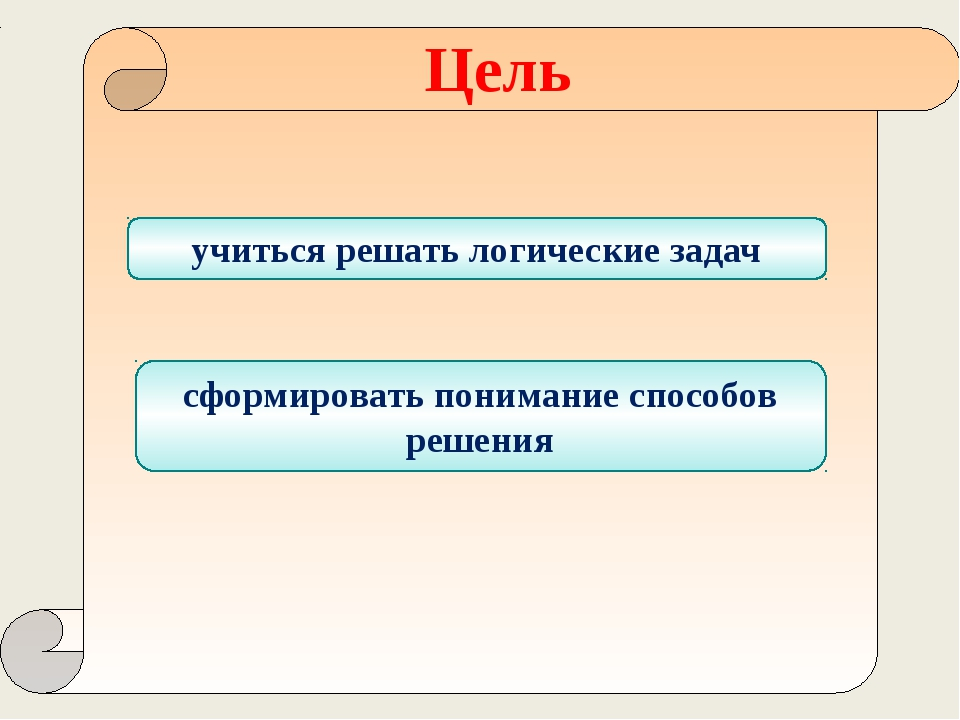 Цель
учиться решать логические задач
сформировать понимание способов
решения